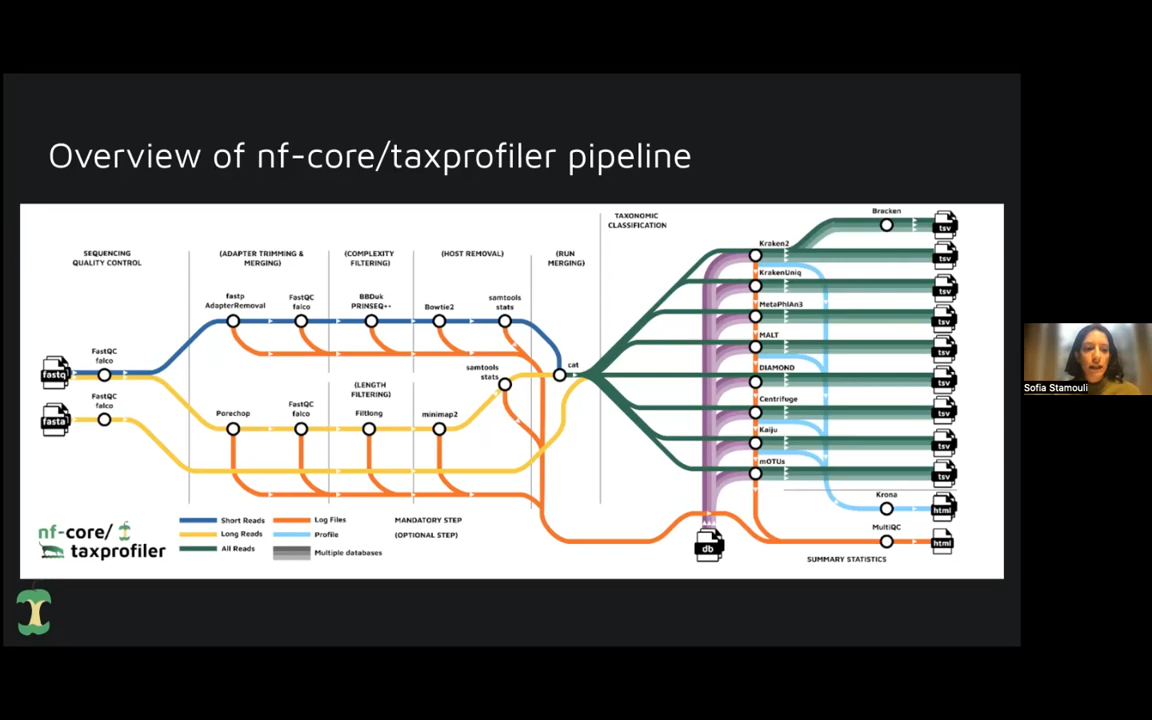 Overview of nf-core/taxprofiler pipeline
SEQUENCING
QUALITY CONTROL
(ADAPTER TRIMMING &
MERGING)
(COMPLEXITY
FILTERING)
(HOST REMOVAL)
(RUN
MERGING)
TAXONOMIC
CLASSIFICATION
fastp
AdapterRemoval
FastQC
falco
BBDuk
PRINSEQ++
Bowtie2
samtools
stats
fastq
FastQC
falco
fasta
FastQC
falco
(LENGTH
FILTERING)
Porechop
FastQC
falco
Filtlong
minimap2
samtools
stats
cat
Bracken
tsv
Kraken2
tsv
KrakenUniq
tsv
MetaPhlAn3
tsv
MALT
tsv
DIAMOND
tsv
Centrifuge
tsv
Kaiju
tsv
mOTUs
tsv
Krona
html
MultiQC
html
db
SUMMARY STATISTICS
nf-core/
taxprofiler
Short Reads
Long Reads
All Reads
Log Files
Profile
Multiple databases
MANDATORY STEP
(OPTIONAL STEP)
Sofia Stamouli